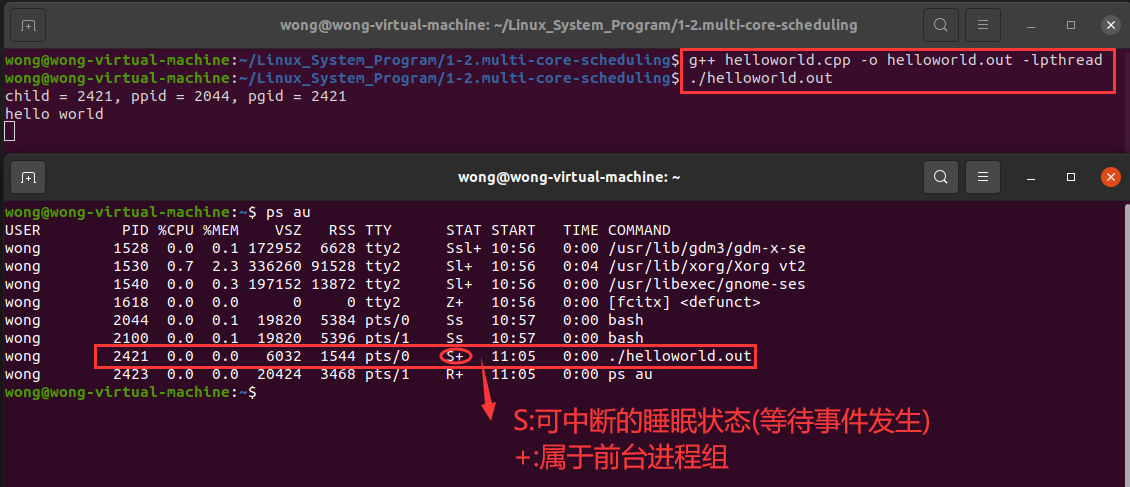 wong@wong-virtual-machine: ~/Linux_System_Program/1-2.multi-core-scheduling
wong@wong-virtual-machine:~/Linux_System_Program/1-2.multi-core-scheduling$ g++ helloworld.cpp -o helloworld.out -lpthread
wong@wong-virtual-machine:~/Linux_System_Program/1-2.multi-core-scheduling$ ./helloworld.out
child = 2421, ppid = 2044, pgid = 2421
hello world
wong@wong-virtual-machine: ~
wong@wong-virtual-machine:~$ ps au
USER PID %CPU %MEM VSZ RSS TTY STAT START TIME COMMAND
wong 1528 0.0 0.1 172952 6628 tty2 Ssl+ 10:56 0:00 /usr/lib/gdm3/gdm-x-se
wong 1530 0.7 2.3 336260 91528 tty2 Sl+ 10:56 0:04 /usr/lib/xorg/Xorg vt2
wong 1540 0.0 0.3 197152 13872 tty2 Sl+ 10:56 0:00 /usr/libexec/gnome-ses
wong 1618 0.0 0.0 0 0 tty2 Z+ 10:56 0:00 [fcitx] <defunct>
wong 2044 0.0 0.1 19820 5384 pts/0 Ss 10:57 0:00 bash
wong 2100 0.0 0.1 19820 5396 pts/1 Ss 10:57 0:00 bash
wong 2421 0.0 0.0 6032 1544 pts/0 S+ 11:05 0:00 ./helloworld.out
wong 2423 0.0 0.0 20424 3468 pts/1 R+ 11:05 0:00 ps au
wong@wong-virtual-machine:~$
S:可中断的睡眠状态(等待事件发生)
+:属于前台进程组